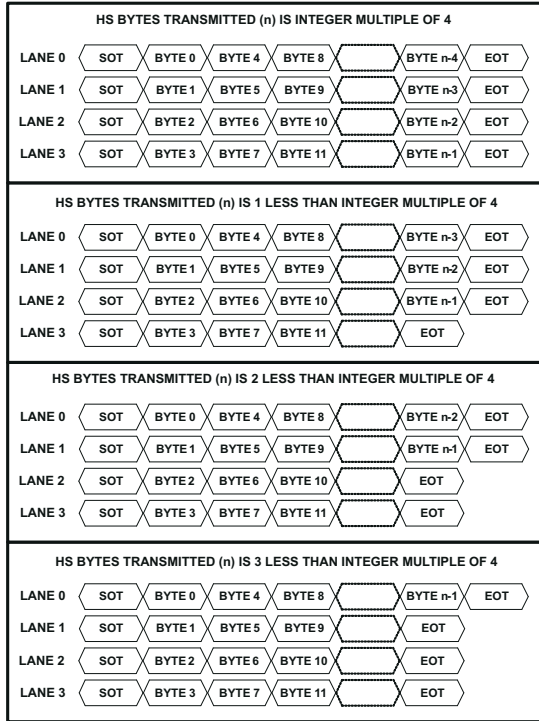 HS BYTES TRANSMITTED (n) IS INTEGER MULTIPLE OF 4
LANE 0 SOT BYTE 0 BYTE 4 BYTE 8 BYTE n-4 EOT
LANE 1 SOT BYTE 1 BYTE 5 BYTE 9 BYTE n-3 EOT
LANE 2 SOT BYTE 2 BYTE 6 BYTE 10 BYTE n-2 EOT
LANE 3 SOT BYTE 3 BYTE 7 BYTE 11 BYTE n-1 EOT
HS BYTES TRANSMITTED (n) IS 1 LESS THAN INTEGER MULTIPLE OF 4
LANE 0 SOT BYTE 0 BYTE 4 BYTE 8 BYTE n-3 EOT
LANE 1 SOT BYTE 1 BYTE 5 BYTE 9 BYTE n-2 EOT
LANE 2 SOT BYTE 2 BYTE 6 BYTE 10 BYTE n-1 EOT
LANE 3 SOT BYTE 3 BYTE 7 BYTE 11 EOT
HS BYTES TRANSMITTED (n) IS 2 LESS THAN INTEGER MULTIPLE OF 4
LANE 0 SOT BYTE 0 BYTE 4 BYTE 8 BYTE n-2 EOT
LANE 1 SOT BYTE 1 BYTE 5 BYTE 9 BYTE n-1 EOT
LANE 2 SOT BYTE 2 BYTE 6 BYTE 10 EOT
LANE 3 SOT BYTE 3 BYTE 7 BYTE 11 EOT
HS BYTES TRANSMITTED (n) IS 3 LESS THAN INTEGER MULTIPLE OF 4
LANE 0 SOT BYTE 0 BYTE 4 BYTE 8 BYTE n-1 EOT
LANE 1 SOT BYTE 1 BYTE 5 BYTE 9 EOT
LANE 2 SOT BYTE 2 BYTE 6 BYTE 10 EOT
LANE 3 SOT BYTE 3 BYTE 7 BYTE 11 EOT